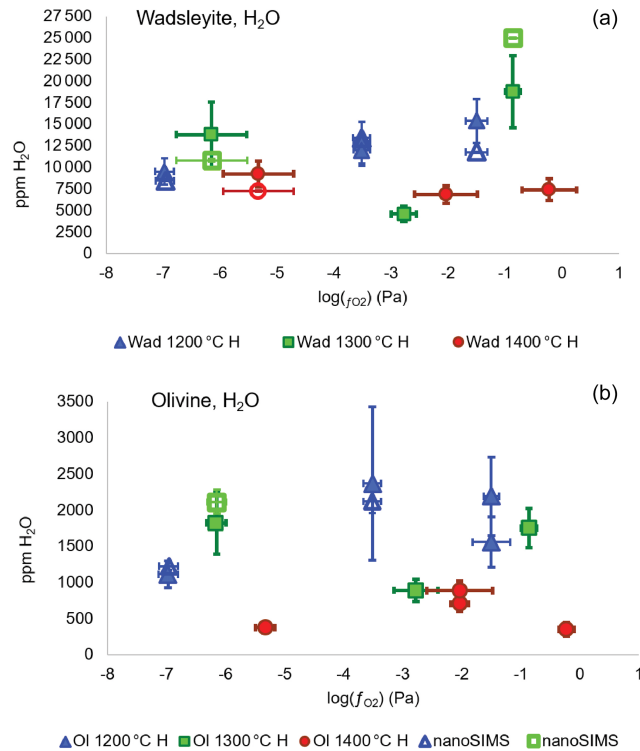 Wadsleyite, H2O
(a)
ppm H2O
27 500
25 000
22 500
20 000
17 500
15 000
12 500
10 000
7500
5000
2500
0
-8 -7 -6 -5 -4 -3 -2 -1 0 1
log(fO2) (Pa)
Wad 1200 °C H Wad 1300 °C H Wad 1400 °C H
Olivine, H2O
(b)
ppm H2O
3500
3000
2500
2000
1500
1000
500
0
-8 -7 -6 -5 -4 -3 -2 -1 0 1
log(fO2) (Pa)
Ol 1200 °C H Ol 1300 °C H Ol 1400 °C H nanoSIMS nanoSIMS